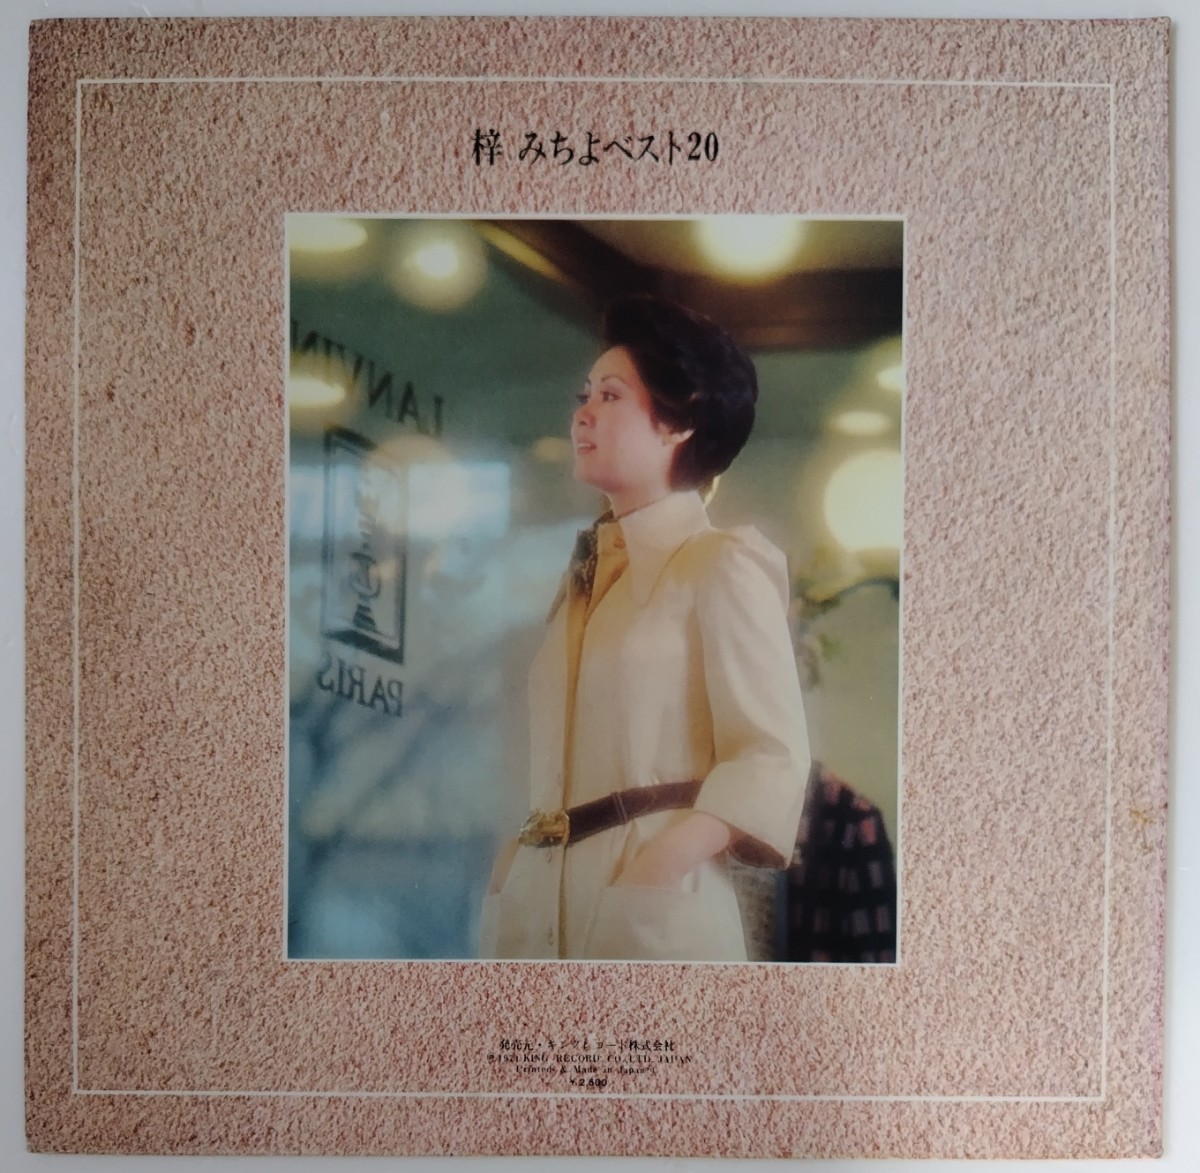 梓 みちよベスト20
LANVIN
PARIS
発売元・キングレコード株式会社
KING RECORD CO., LTD. JAPAN
Printed & Made in Japan
¥2,500